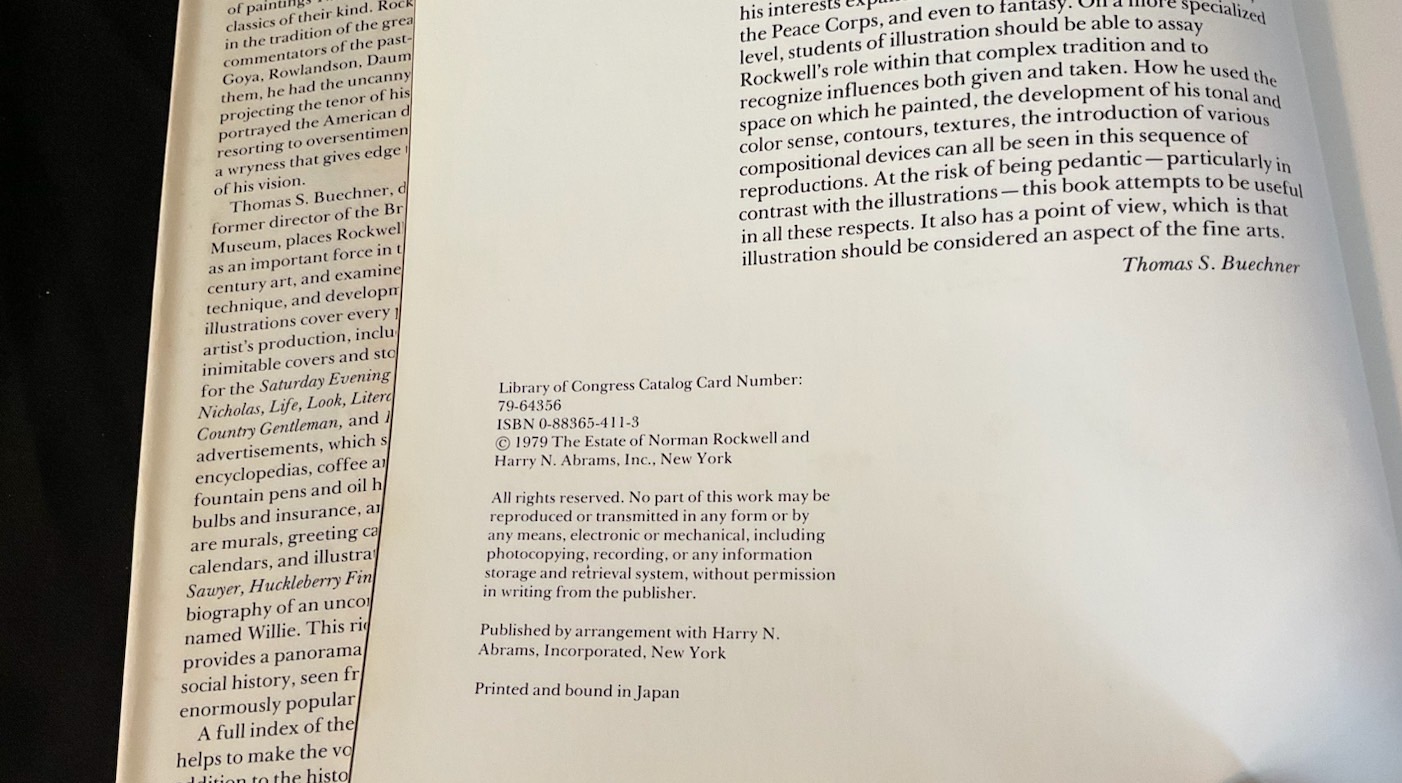 of paintings
classics of their kind. Rock
in the tradition of the grea
commentators of the past-
Goya, Rowlandson, Daum
them, he had the uncanny
projecting the tenor of his
portrayed the American d
resorting to oversentimen
a wryness that gives edge
of his vision.
Thomas S. Buechner, d
former director of the Br
Museum, places Rockwel
as an important force in t
century art, and examine
technique, and developm
illustrations cover every
artist's production, inclu
inimitable covers and sto
for the Saturday Evening
Nicholas, Life, Look, Litera
Country Gentleman, and
advertisements, which s
encyclopedias, coffee a
fountain pens and oil h
bulbs and insurance, a
are murals, greeting ca
calendars, and illustra
Sawyer, Huckleberry Fin
biography of an unco
named Willie. This ri
provides a panorama
social history, seen fr
enormously popular
A full index of the
helps to make the vo
to the histo
his interests
the Peace Corps, and even to fantasy. On a more specialized
level, students of illustration should be able to assay
Rockwell's role within that complex tradition and to
recognize influences both given and taken. How he used the
space on which he painted, the development of his tonal and
color sense, contours, textures, the introduction of various
compositional devices can all be seen in this sequence of
reproductions. At the risk of being pedantic—particularly in
contrast with the illustrations—this book attempts to be useful
in all these respects. It also has a point of view, which is that
illustration should be considered an aspect of the fine arts.
Thomas S. Buechner
Library of Congress Catalog Card Number:
79-64356
ISBN 0-88365-411-3
© 1979 The Estate of Norman Rockwell and
Harry N. Abrams, Inc., New York
All rights reserved. No part of this work may be
reproduced or transmitted in any form or by
any means, electronic or mechanical, including
photocopying, recording, or any information
storage and retrieval system, without permission
in writing from the publisher.
Published by arrangement with Harry N.
Abrams, Incorporated, New York
Printed and bound in Japan